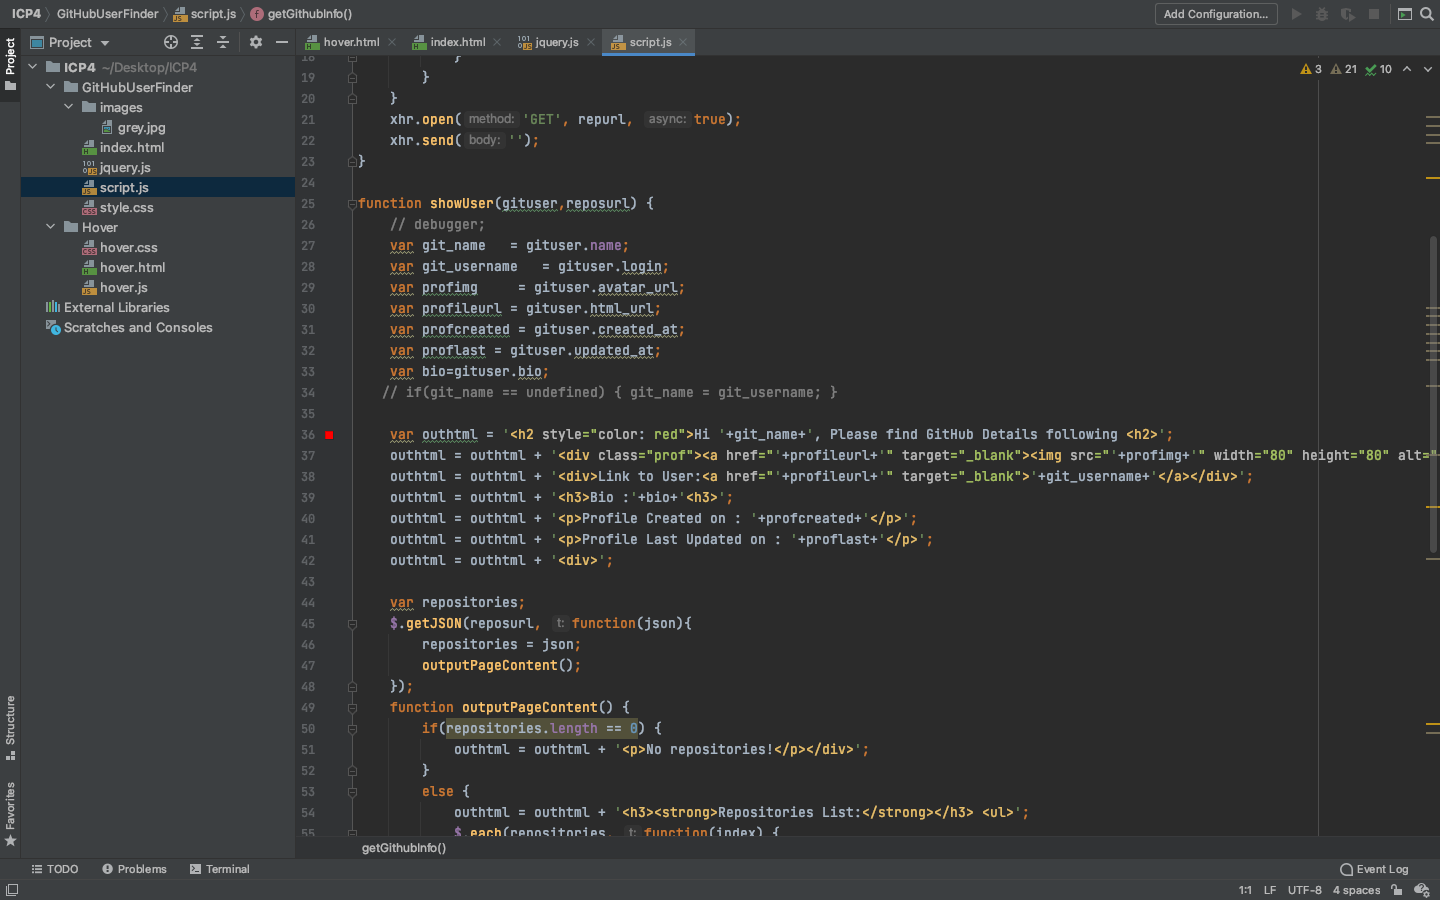 ICP4 GitHubUserFinder script.js f getGithubInfo()
Add Configuration...
Project
hover.html index.html jquery.js script.js
Project
ICP4 ~/Desktop/ICP4
GitHubUserFinder
images
grey.jpg
index.html
jquery.js
script.js
style.css
Hover
hover.css
hover.html
hover.js
External Libraries
Scratches and Consoles
Structure
Favorites
3 21 10
18 }
19 }
20 }
21 xhr.open( method: 'GET', repurl, async: true);
22 xhr.send( body: '');
23 }
24
25 function showUser(gituser,reposurl) {
26 // debugger;
27 var git_name   = gituser.name;
28 var git_username   = gituser.login;
29 var profimg     = gituser.avatar_url;
30 var profileurl = gituser.html_url;
31 var profcreated = gituser.created_at;
32 var proflast = gituser.updated_at;
33 var bio=gituser.bio;
34 // if(git_name == undefined) { git_name = git_username; }
35
36 var outhtml = '<h2 style="color: red">Hi '+git_name+', Please find GitHub Details following <h2>';
37 outhtml = outhtml + '<div class="prof"><a href="'+profileurl+'" target="_blank"><img src="'+profimg+'" width="80" height="80" alt="
38 outhtml = outhtml + '<div>Link to User:<a href="'+profileurl+'" target="_blank">'+git_username+'</a></div>';
39 outhtml = outhtml + '<h3>Bio :'+bio+'<h3>';
40 outhtml = outhtml + '<p>Profile Created on : '+profcreated+'</p>';
41 outhtml = outhtml + '<p>Profile Last Updated on : '+proflast+'</p>';
42 outhtml = outhtml + '<div>';
43
44 var repositories;
45 $.getJSON(reposurl, t: function(json){
46 repositories = json;
47 outputPageContent();
48 });
49 function outputPageContent() {
50 if(repositories.length == 0) {
51 outhtml = outhtml + '<p>No repositories!</p></div>';
52 }
53 else {
54 outhtml = outhtml + '<h3><strong>Repositories List:</strong></h3> <ul>';
55 $.each(repositories, t: function(index) {
getGithubInfo()
TODO Problems Terminal
Event Log
1:1 LF UTF-8 4 spaces